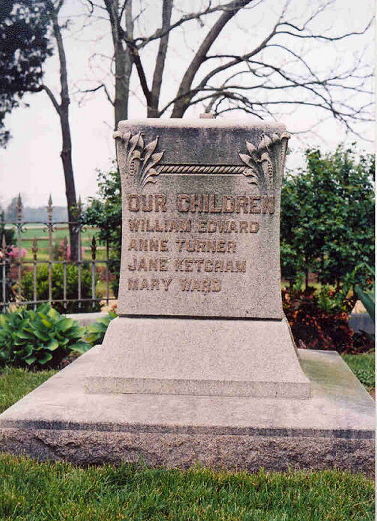 OUR CHILDREN
WILLIAM EDWARD
ANNE TURNER
JANE KETCHAM
MARY WARD